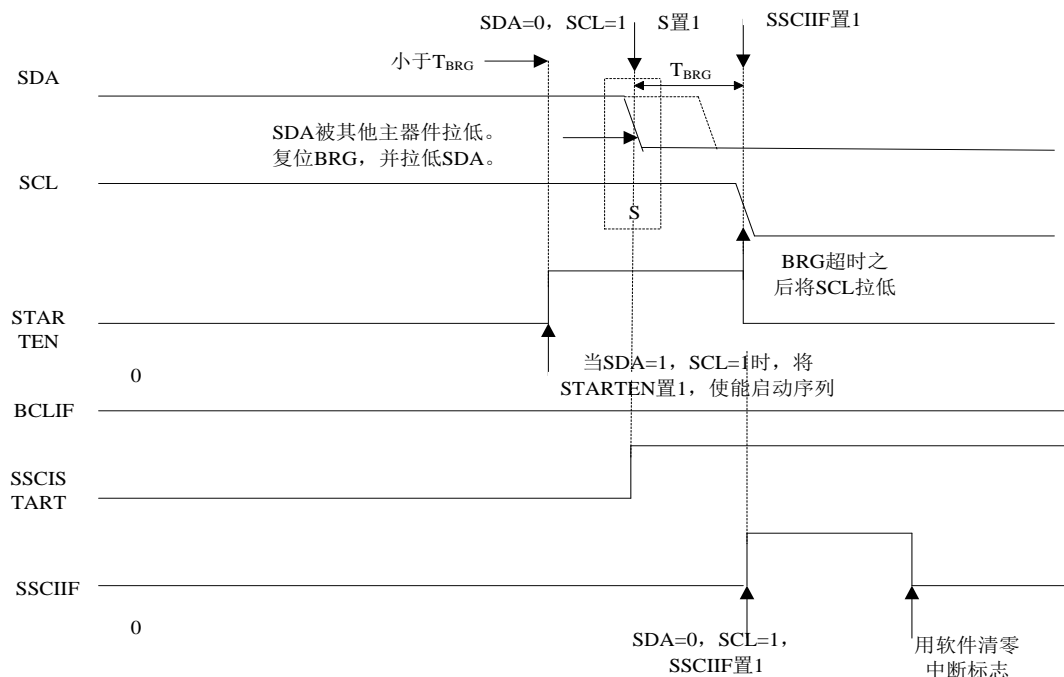 SDA=0，SCL=1
S置1
SSCIIF置1
小于TBRG
TBRG
SDA
SDA被其他主器件拉低。
复位BRG，并拉低SDA。
SCL
S
BRG超时之
后将SCL拉低
STAR
TEN
当SDA=1，SCL=1时，将
STARTEN置1，使能启动序列
0
BCLIF
SSCIS
TART
SSCIIF
0
SDA=0，SCL=1，
SSCIIF置1
用软件清零
中断标志